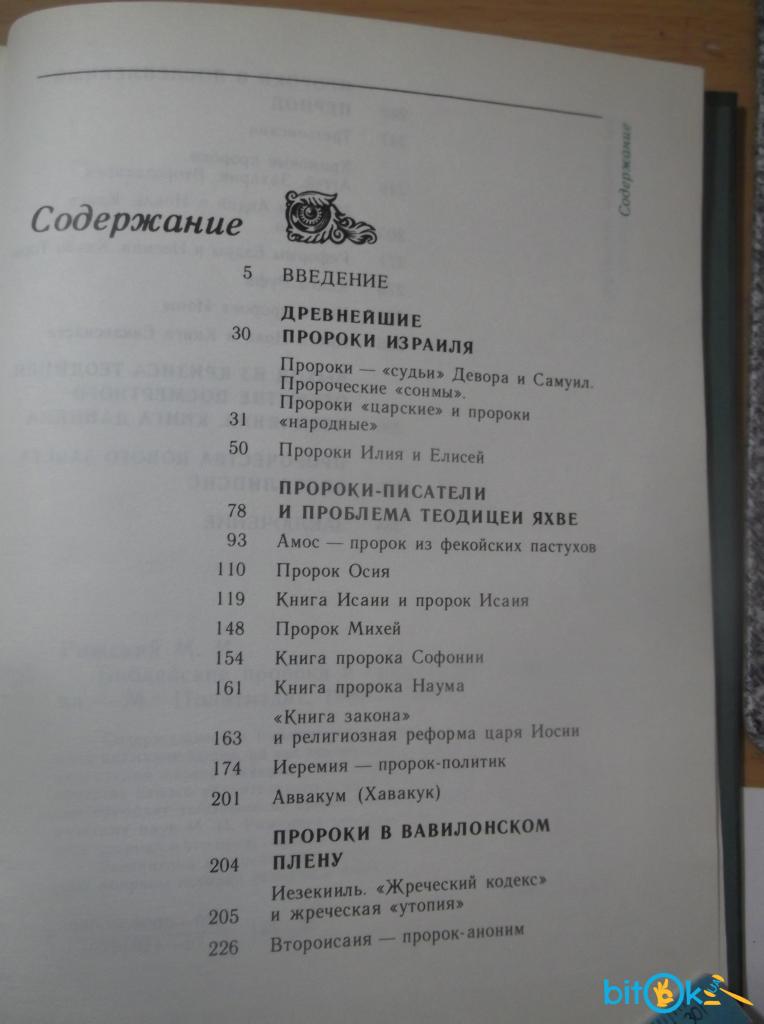 Содержание
Содержание
5 ВВЕДЕНИЕ
ДРЕВНЕЙШИЕ
30 ПРОРОКИ ИЗРАИЛЯ
Пророки — «судьи» Девора и Самуил.
Пророческие «сонмы».
Пророки «царские» и пророки
31 «народные»
50 Пророки Илия и Елисей
ПРОРОКИ-ПИСАТЕЛИ
78 И ПРОБЛЕМА ТЕОДИЦЕИ ЯХВЕ
93 Амос — пророк из фекойских пастухов
110 Пророк Осия
119 Книга Исаии и пророк Исаия
148 Пророк Михей
154 Книга пророка Софонии
161 Книга пророка Наума
«Книга закона»
163 и религиозная реформа царя Иосии
174 Иеремия — пророк-политик
201 Аввакум (Хавакук)
ПРОРОКИ В ВАВИЛОНСКОМ
204 ПЛЕНУ
Иезекииль. «Жреческий кодекс»
205 и жреческая «утопия»
226 Второисаия — пророк-аноним